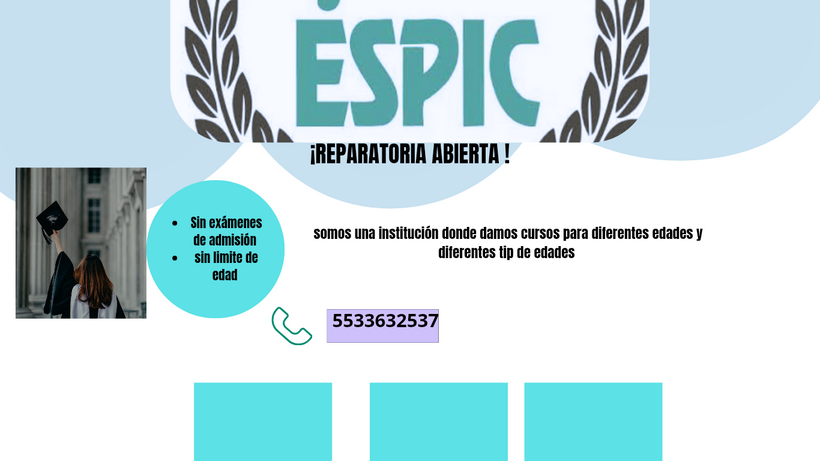 ESPIC
¡REPARATORIA ABIERTA !
Sin exámenes
de admisión
sin limite de
edad
somos una institución donde damos cursos para diferentes edades y
diferentes tip de edades
5533632537